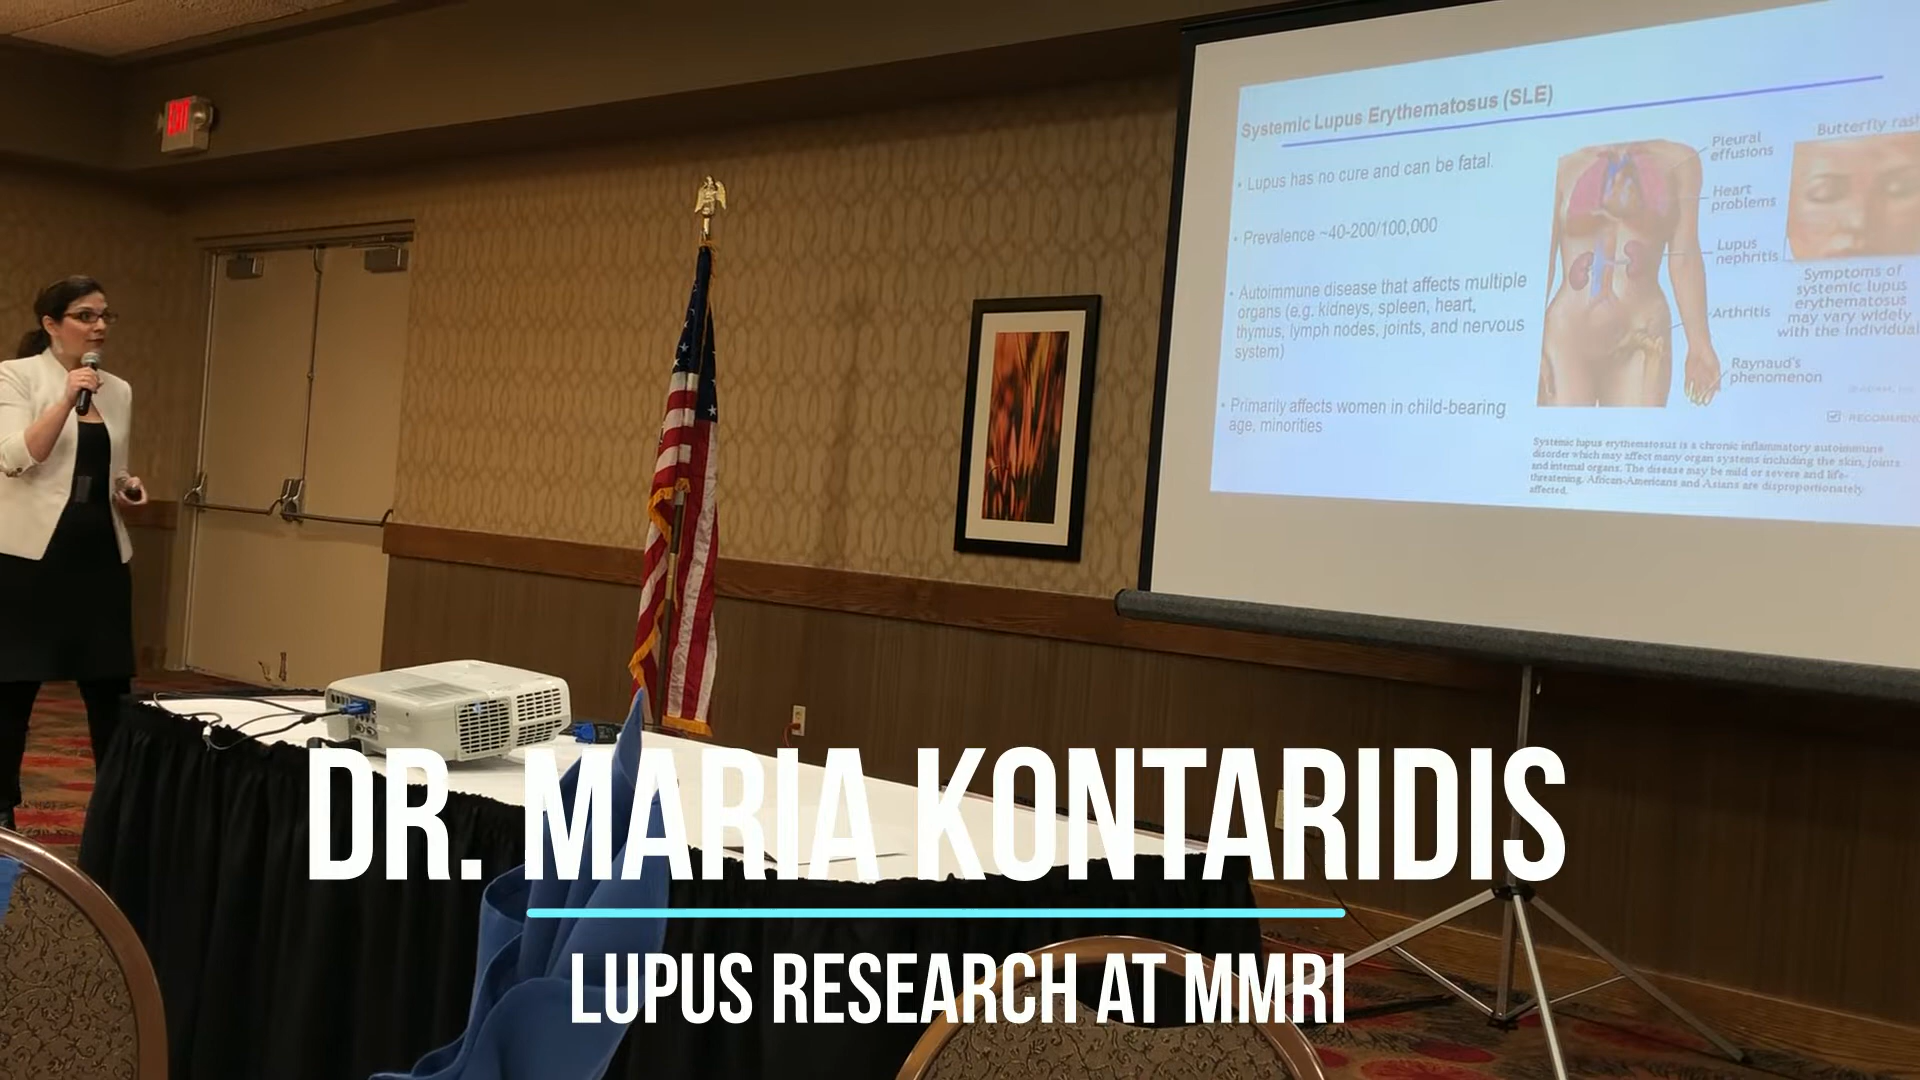 EXIT
Systemic Lupus Erythematosus (SLE)
• Lupus has no cure and can be fatal.
• Prevalence ~40-200/100,000
• Autoimmune disease that affects multiple
organs (e.g. kidneys, spleen, heart,
thymus, lymph nodes, joints, and nervous
system)
• Primarily affects women in child-bearing
age, minorities
Pleural
effusions
Heart
problems
Lupus
nephritis
Arthritis
Raynaud's
phenomenon
Butterfly rash
Symptoms of
systemic lupus
erythematosus
may vary widely
with the individual
Systemic lupus erythematosus is a chronic inflammatory autoimmune
disorder which may affect many organ systems including the skin, joints
and internal organs. The disease may be mild or severe and life-
threatening. African-Americans and Asians are disproportionately
affected.
DR. MARIA KONTARIDIS
LUPUS RESEARCH AT MMRI